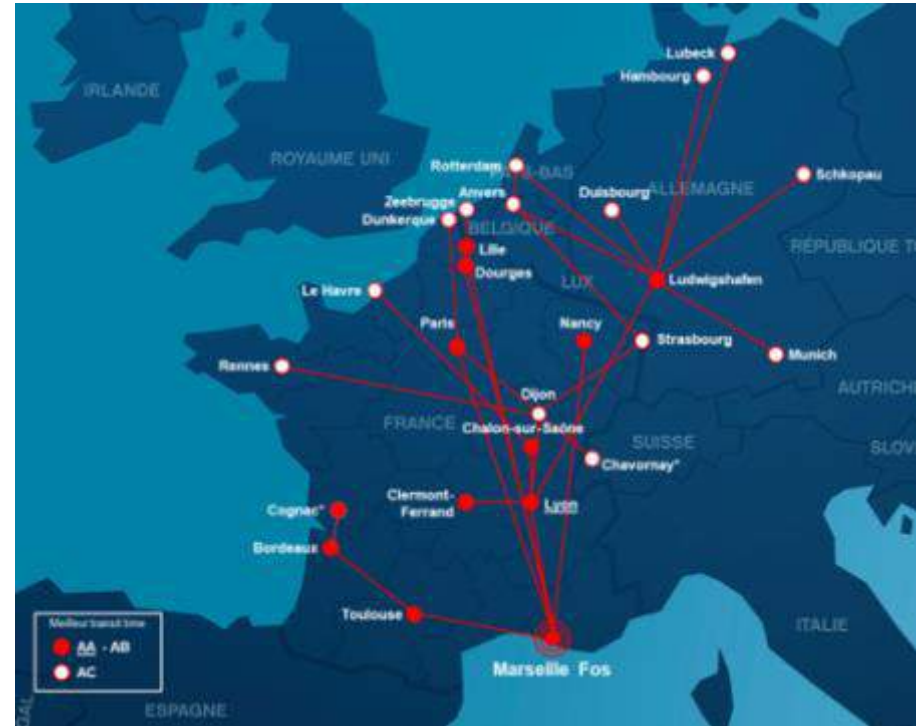 Lubeck
Hambourg
IRLANDE
ROYAUME UNI
Rotterdam
Schkopau
Anvers
Duisbourg
ALLEMAGNE
Zeebrugge
Dunkerque
BELGIQUE
Lille
Dourges
RÉPUBLIQUE
LUX
Ludwigshafen
Le Havre
Paris
Nancy
Strasbourg
Munich
Rennes
AUTRICHE
Dijon
FRANCE
Chalon-sur-Saône
SUISSE
Chavornay*
SLOV
Clermont-
Ferrand
Lyon
Cognac*
Bordeaux
Toulouse
Meilleur transit time
AA - AB
AC
ITALIE
Marseille Fos
ESPAGNE